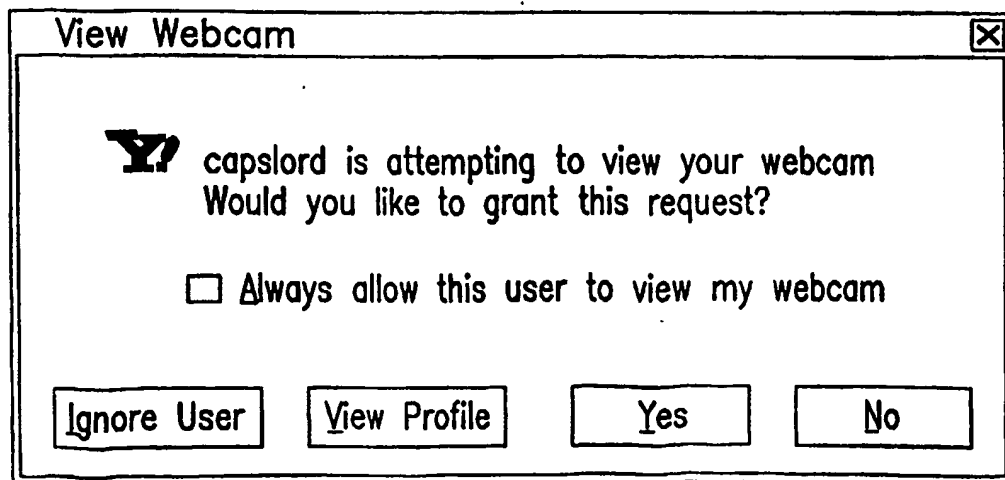 View Webcam
Y! capslord is attempting to view your webcam
Would you like to grant this request?
Always allow this user to view my webcam
Ignore User View Profile Yes No